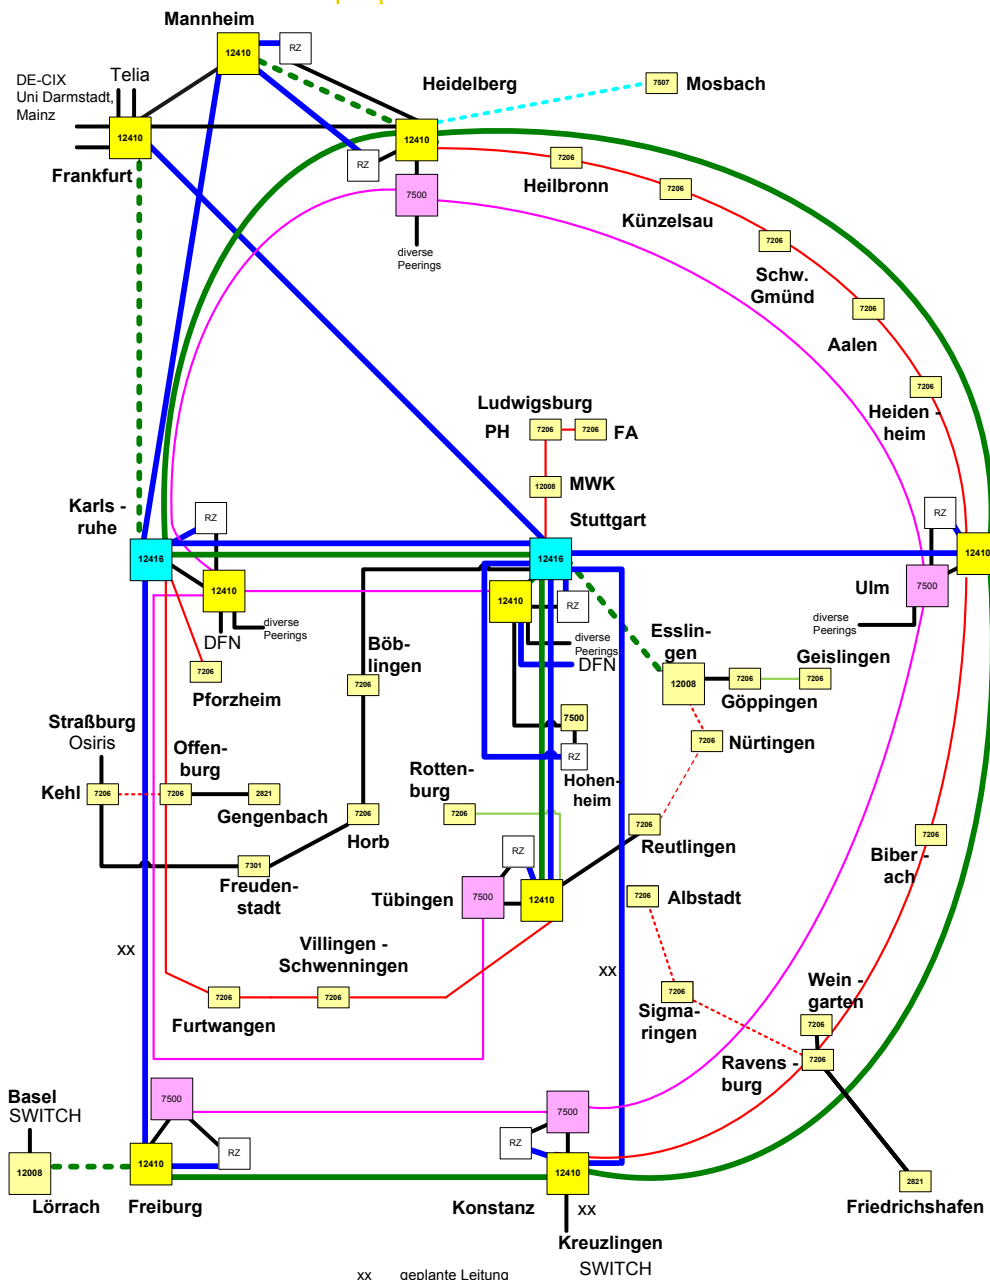 Mannheim
12410
RZ
DE-CIX
Uni Darmstadt,
Mainz
Telia
Heidelberg
7507
Mosbach
12410
12410
RZ
Frankfurt
7206
Heilbronn
7500
7206
Künzelsau
diverse
Peerings
7206
Schw.
Gmünd
7206
Aalen
7206
Heiden -
heim
Ludwigsburg
PH
7206
7206
FA
12008
MWK
Stuttgart
Karls -
ruhe
RZ
RZ
12416
12416
12410
12410
12410
RZ
7500
Ulm
diverse
Peerings
DFN
diverse
Peerings
DFN
diverse
Peerings
Esslin-
gen
12008
7206
Göppingen
Geislingen
7206
7206
Pforzheim
Böb-
lingen
7206
Straßburg
Osiris
Offen-
burg
7500
RZ
Hohen-
heim
7206
Nürtingen
Kehl
7206
7206
2821
Gengenbach
Rotten-
burg
7206
7206
Horb
7206
Reutlingen
7206
Biber -
ach
7301
Freuden-
stadt
RZ
Tübingen
7500
12410
7206
Albstadt
xx
Villingen -
Schwenningen
xx
7206
7206
Furtwangen
7206
Sigma-
ringen
Wein -
garten
7206
Ravens -
burg
7206
Basel
SWITCH
7500
7500
RZ
RZ
12008
12410
12410
2821
Lörrach
Freiburg
Konstanz
xx
Friedrichshafen
Kreuzlingen
SWITCH
xx geplante Leitung